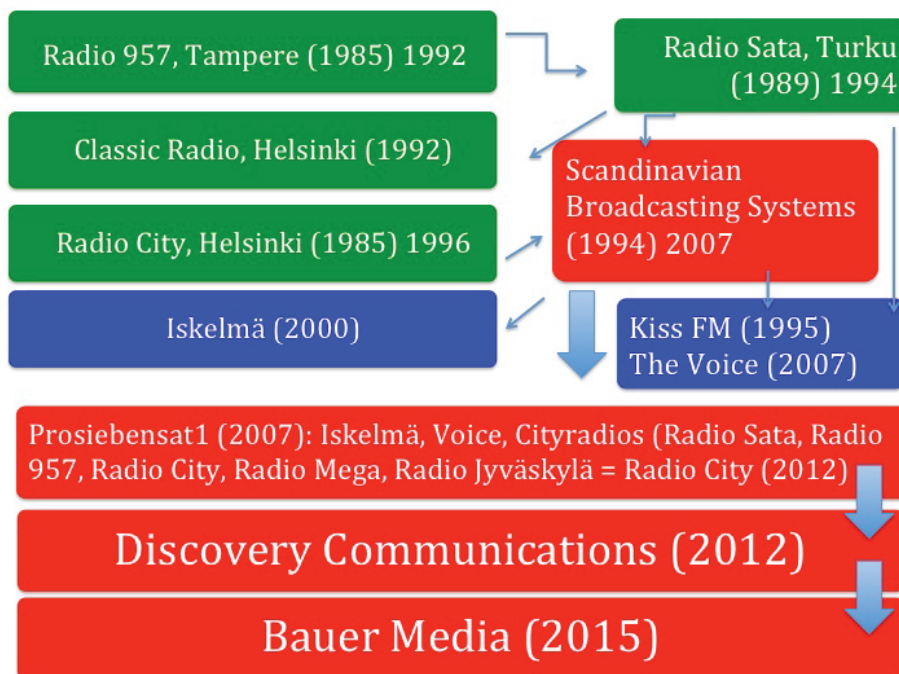 Radio 957, Tampere (1985) 1992
Radio Sata, Turku
(1989) 1994
Classic Radio, Helsinki (1992)
Scandinavian
Broadcasting Systems
(1994) 2007
Radio City, Helsinki (1985) 1996
Iskelmä (2000)
Kiss FM (1995)
The Voice (2007)
Prosiebensat1 (2007): Iskelmä, Voice, Cityradios (Radio Sata, Radio
957, Radio City, Radio Mega, Radio Jyväskylä = Radio City (2012)
Discovery Communications (2012)
Bauer Media (2015)